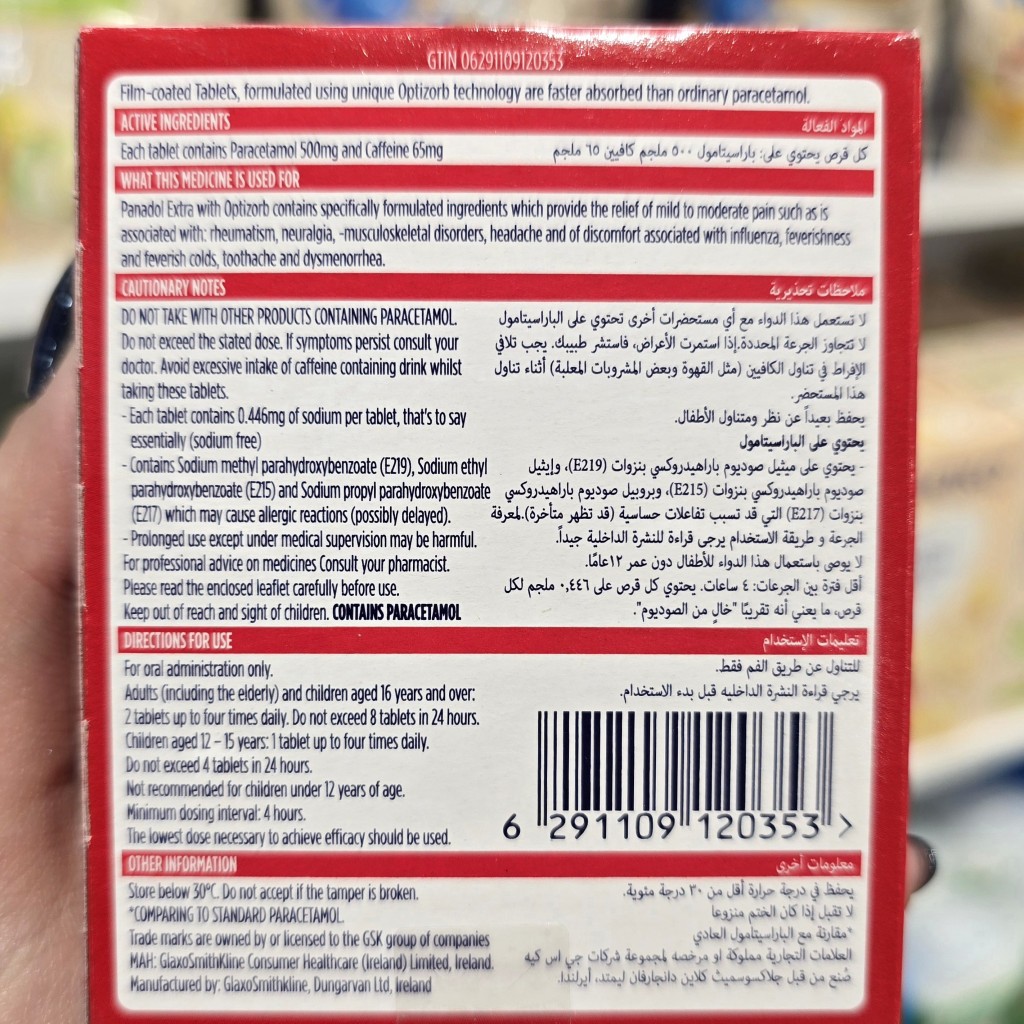 GTIN 06291109120353
Film-coated Tablets, formulated using unique Optizorb technology are faster absorbed than ordinary paracetamol.
ACTIVE INGREDIENTS
المواد الفعالة
Each tablet contains Paracetamol 500mg and Caffeine 65mg
كل قرص يحتوي على: باراسيتامول ٥٠٠ ملجم كافيين ٦٥ ملجم
WHAT THIS MEDICINE IS USED FOR
Panadol Extra with Optizorb contains specifically formulated ingredients which provide the relief of mild to moderate pain such as is
associated with: rheumatism, neuralgia, -musculoskeletal disorders, headache and of discomfort associated with influenza, feverishness
and feverish colds, toothache and dysmenorrhea.
CAUTIONARY NOTES
ملاحظات تحذيرية
DO NOT TAKE WITH OTHER PRODUCTS CONTAINING PARACETAMOL.
Do not exceed the stated dose. If symptoms persist consult your
doctor. Avoid excessive intake of caffeine containing drink whilst
taking these tablets.
- Each tablet contains 0.446mg of sodium per tablet, that's to say
essentially (sodium free)
- Contains Sodium methyl parahydroxybenzoate (E219), Sodium ethyl
parahydroxybenzoate (E215) and Sodium propyl parahydroxybenzoate
(E217) which may cause allergic reactions (possibly delayed).
- Prolonged use except under medical supervision may be harmful.
For professional advice on medicines Consult your pharmacist.
Please read the enclosed leaflet carefully before use.
Keep out of reach and sight of children. CONTAINS PARACETAMOL
لا تستعمل هذا الدواء مع أي مستحضرات أخرى تحتوي على الباراسيتامول
لا تتجاوز الجرعة المحددة.إذا استمرت الأعراض، فاستشر طبيبك. يجب تلافي
الإفراط في تناول الكافيين (مثل القهوة وبعض المشروبات المعلبة) أثناء تناول
هذا المستحضر.
يحفظ بعيداً عن نظر ومتناول الأطفال.
يحتوي على الباراسيتامول
- يحتوي على ميثيل صوديوم باراهيدروكسي بنزوات (E219)، وإيثيل
صوديوم باراهيدروكسي بنزوات (E215)، وبروبيل صوديوم باراهيدروكسي
بنزوات (E217) التي قد تسبب تفاعلات حساسية (قد تظهر متأخرة).لمعرفة
الجرعة و طريقة الاستخدام يرجى قراءة للنشرة الداخلية جيداً.
لا يوصى باستعمال هذا الدواء للأطفال دون عمر ١٢عامًا.
أقل فترة بين الجرعات: ٤ ساعات. يحتوي كل قرص على ٠,٤٤٦ ملجم لكل
قرص، ما يعني أنه تقريبًا "خالٍ من الصوديوم".
DIRECTIONS FOR USE
تعليمات الإستخدام
For oral administration only.
Adults (including the elderly) and children aged 16 years and over:
2 tablets up to four times daily. Do not exceed 8 tablets in 24 hours.
Children aged 12 – 15 years: 1 tablet up to four times daily.
Do not exceed 4 tablets in 24 hours.
Not recommended for children under 12 years of age.
Minimum dosing interval: 4 hours.
The lowest dose necessary to achieve efficacy should be used.
للتناول عن طريق الفم فقط.
يرجي قراءة النشرة الداخليه قبل بدء الاستخدام.
6 291109 120353 >
OTHER INFORMATION
معلومات أخرى
Store below 30°C. Do not accept if the tamper is broken.
*COMPARING TO STANDARD PARACETAMOL.
Trade marks are owned by or licensed to the GSK group of companies
MAH: GlaxoSmithKline Consumer Healthcare (Ireland) Limited, Ireland.
Manufactured by: GlaxoSmithkline, Dungarvan Ltd, Ireland
يحفظ في درجة حرارة أقل من ٣٠ درجة مئوية.
لا تقبل إذا كان الختم منزوعا
*مقارنة مع الباراسيتامول العادي
العلامات التجارية مملوكة او مرخصه لمجموعة شركات جي اس كيه
صُنع من قبل جلاكسوسميث كلاين دانجارفان ليمتد، أيرلندا.